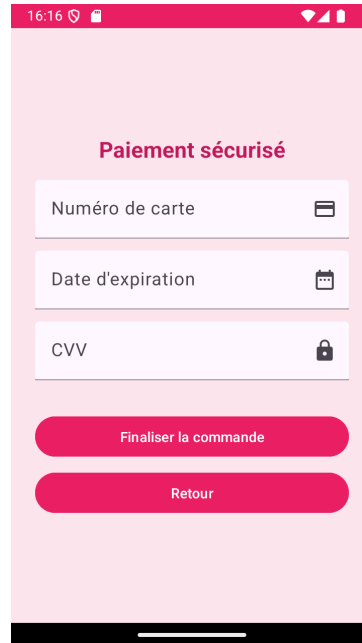 16:16
Paiement sécurisé
Numéro de carte
Date d'expiration
CVV
Finaliser la commande
Retour